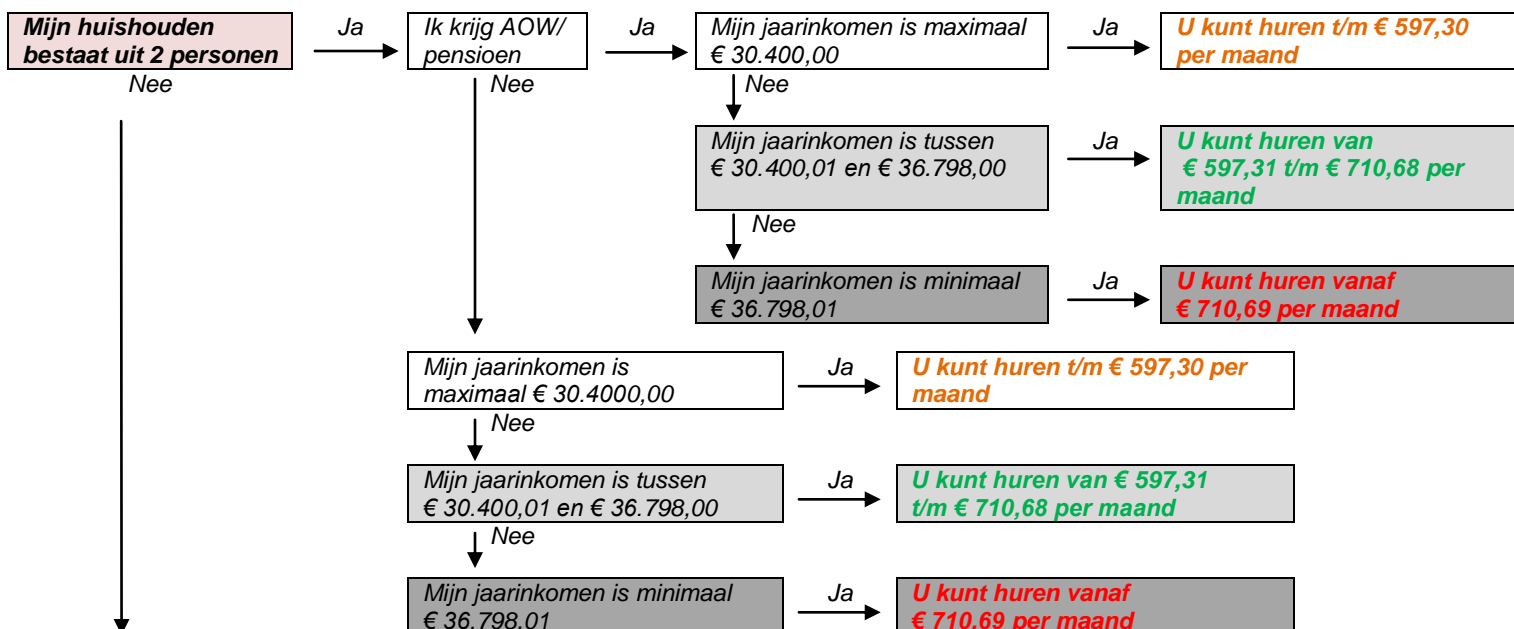 Mijn huishouden
bestaat uit 2 personen
Ja
Ik krijg AOW/
pensioen
Ja
Mijn jaarinkomen is maximaal
€ 30.400,00
Ja
U kunt huren t/m € 597,30
per maand
Nee
Nee
Nee
Mijn jaarinkomen is tussen
€ 30.400,01 en € 36.798,00
Ja
U kunt huren van
€ 597,31 t/m € 710,68 per
maand
Nee
Mijn jaarinkomen is minimaal
€ 36.798,01
Ja
U kunt huren vanaf
€ 710,69 per maand
Mijn jaarinkomen is
maximaal € 30.4000,00
Ja
U kunt huren t/m € 597,30 per
maand
Nee
Mijn jaarinkomen is tussen
€ 30.400,01 en € 36.798,00
Ja
U kunt huren van € 597,31
t/m € 710,68 per maand
Nee
Mijn jaarinkomen is minimaal
€ 36.798,01
Ja
U kunt huren vanaf
€ 710,69 per maand